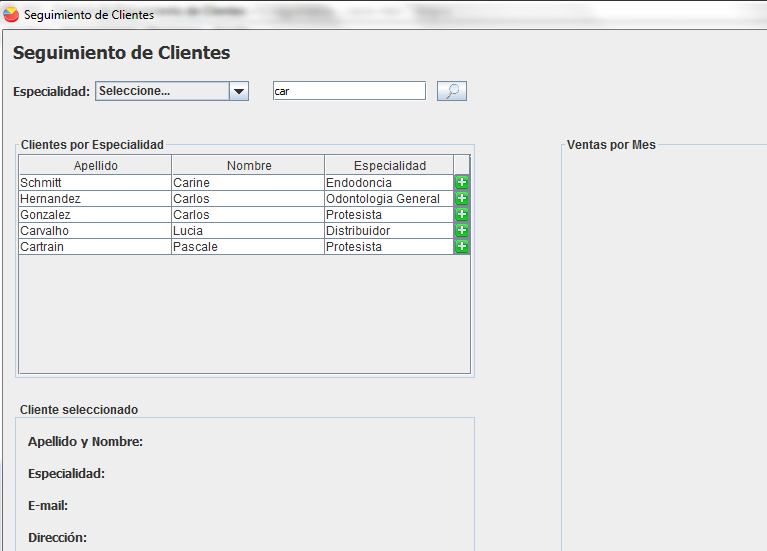 Seguimiento de Clientes
Seguimiento de Clientes
Especialidad: Seleccione... car
Clientes por Especialidad
Ventas por Mes
Apellido Nombre Especialidad
Schmitt Carine Endodoncia
Hernandez Carlos Odontologia General
Gonzalez Carlos Protesista
Carvalho Lucia Distribuidor
Cartrain Pascale Protesista
Cliente seleccionado
Apellido y Nombre:
Especialidad:
E-mail:
Dirección: